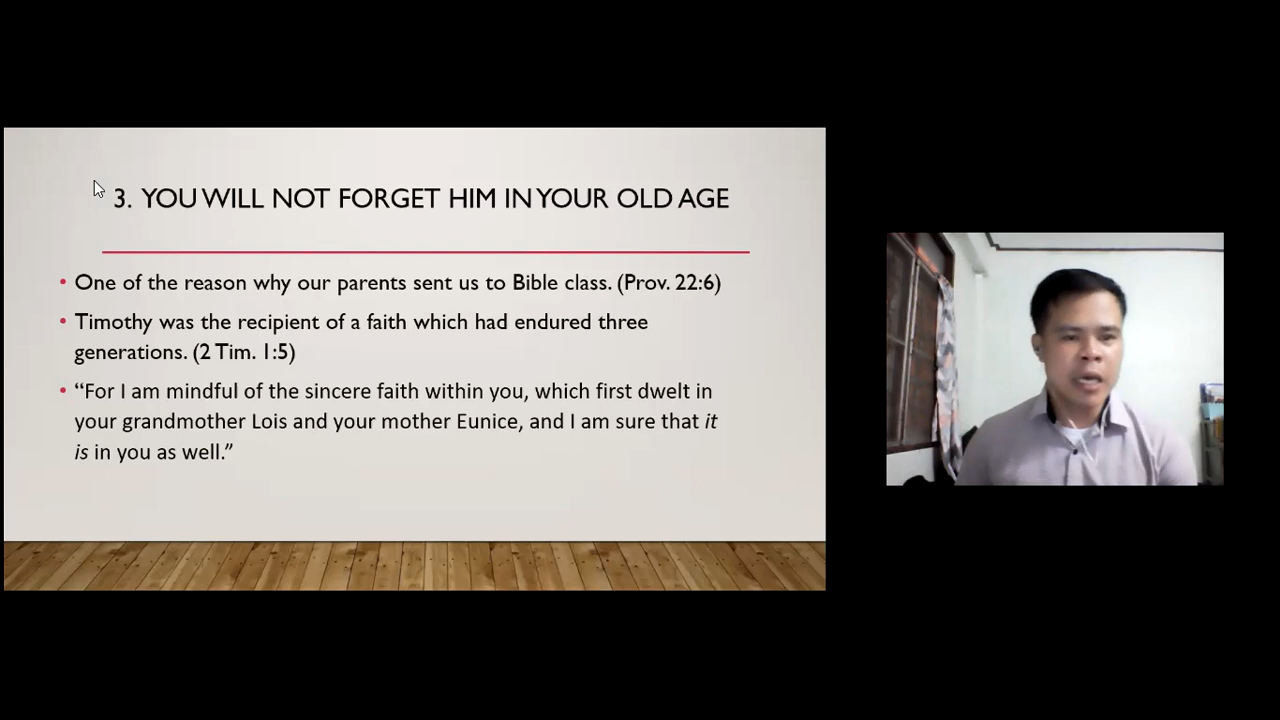 3. YOU WILL NOT FORGET HIM IN YOUR OLD AGE
• One of the reason why our parents sent us to Bible class. (Prov. 22:6)
• Timothy was the recipient of a faith which had endured three
generations. (2 Tim. 1:5)
• “For I am mindful of the sincere faith within you, which first dwelt in
your grandmother Lois and your mother Eunice, and I am sure that it
is in you as well.”